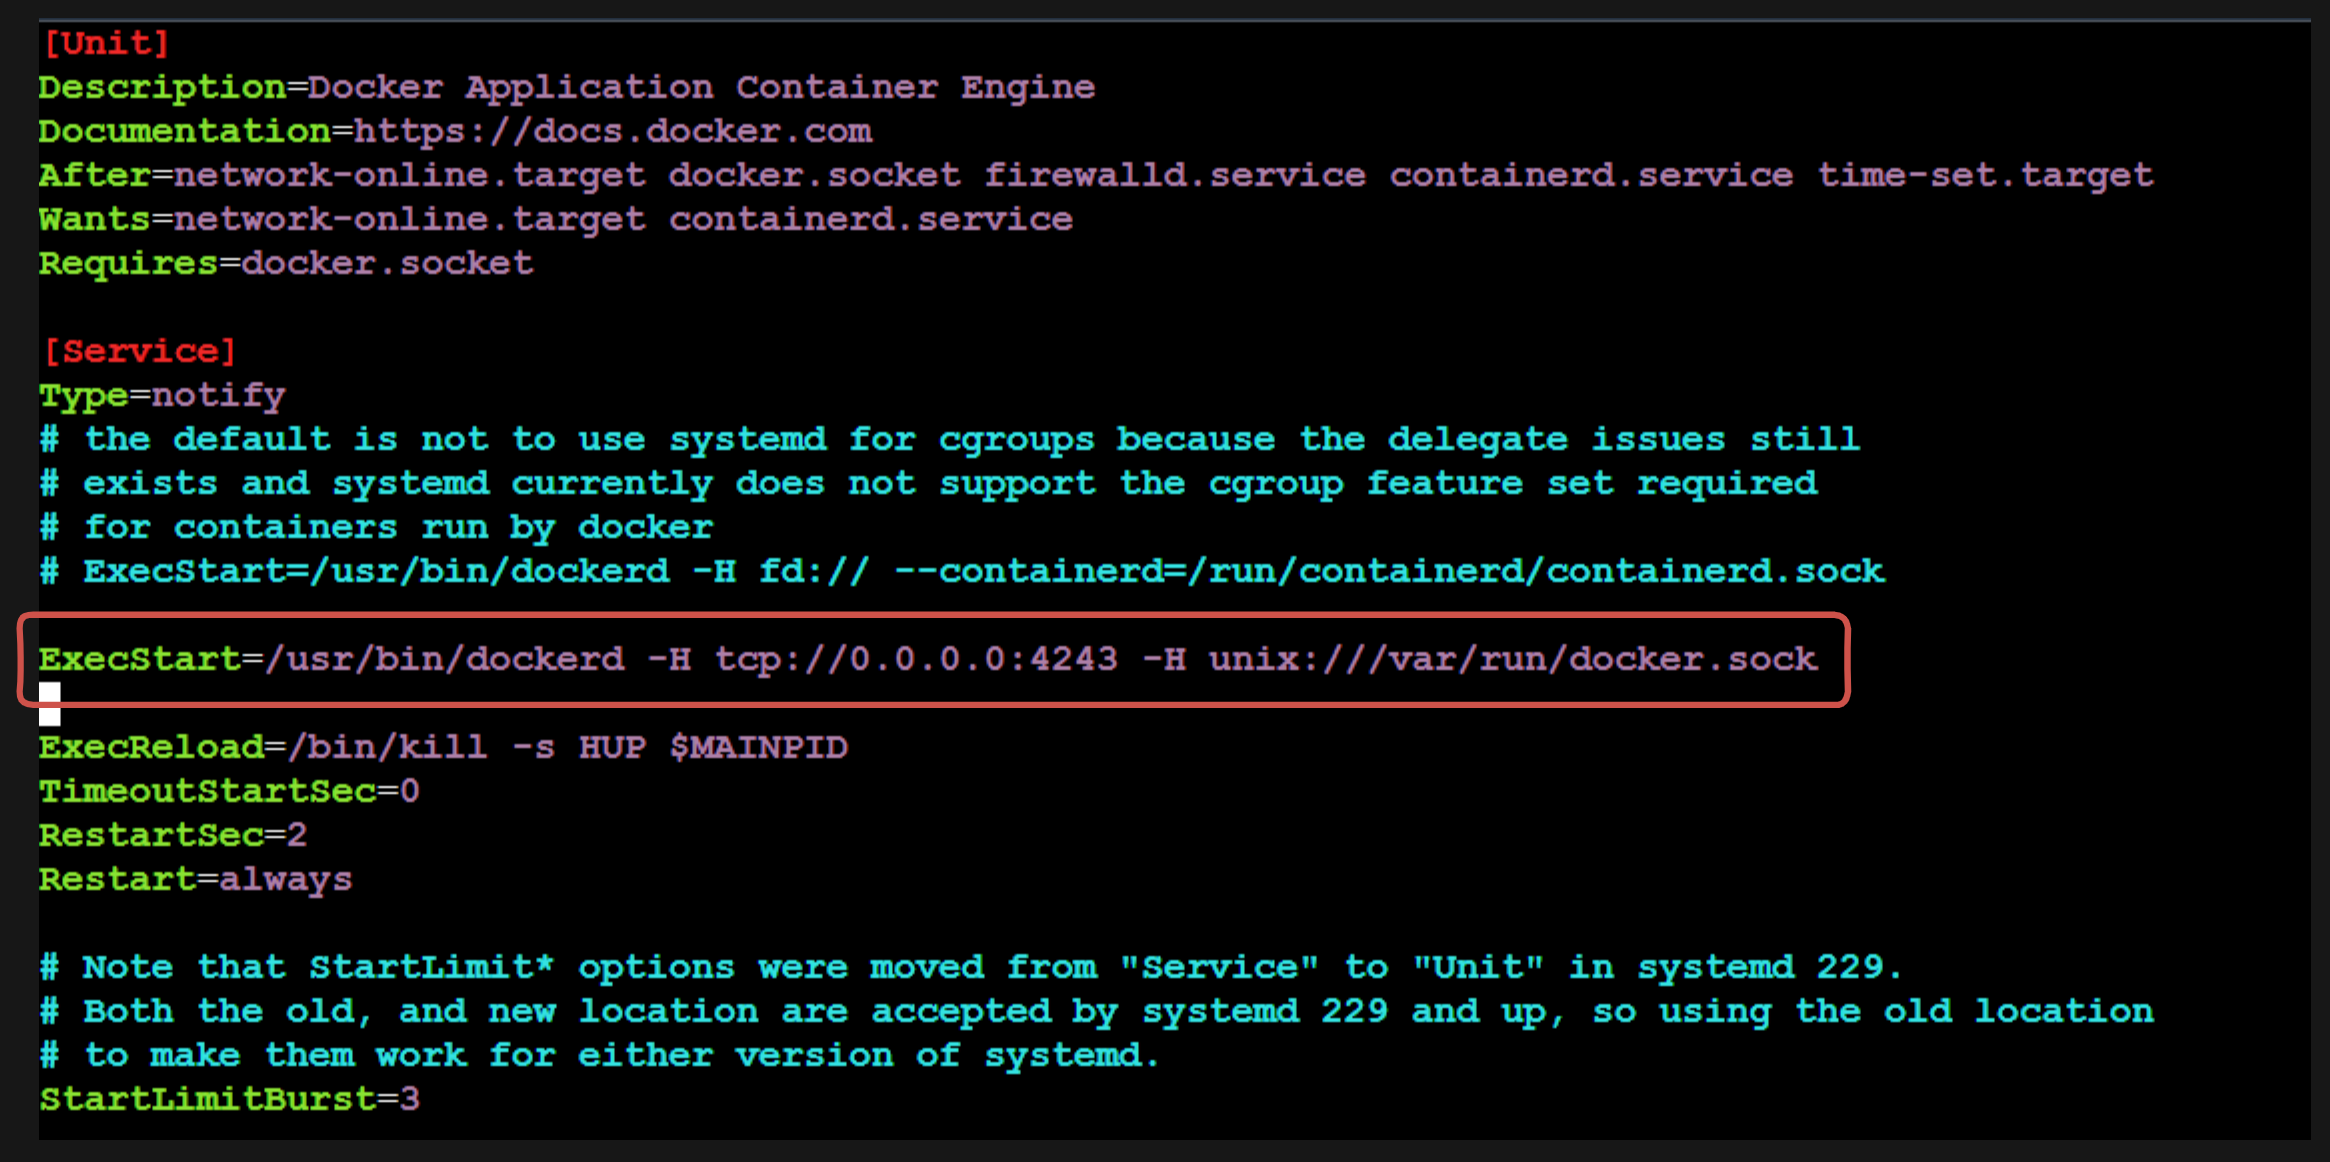 [Unit]
Description=Docker Application Container Engine
Documentation=https://docs.docker.com
After=network-online.target docker.socket firewalld.service containerd.service time-set.target
Wants=network-online.target containerd.service
Requires=docker.socket
[Service]
Type=notify
# the default is not to use systemd for cgroups because the delegate issues still
# exists and systemd currently does not support the cgroup feature set required
# for containers run by docker
# ExecStart=/usr/bin/dockerd -H fd:// --containerd=/run/containerd/containerd.sock
ExecStart=/usr/bin/dockerd -H tcp://0.0.0.0:4243 -H unix:///var/run/docker.sock
ExecReload=/bin/kill -s HUP $MAINPID
TimeoutStartSec=0
RestartSec=2
Restart=always
# Note that StartLimit* options were moved from "Service" to "Unit" in systemd 229.
# Both the old, and new location are accepted by systemd 229 and up, so using the old location
# to make them work for either version of systemd.
StartLimitBurst=3